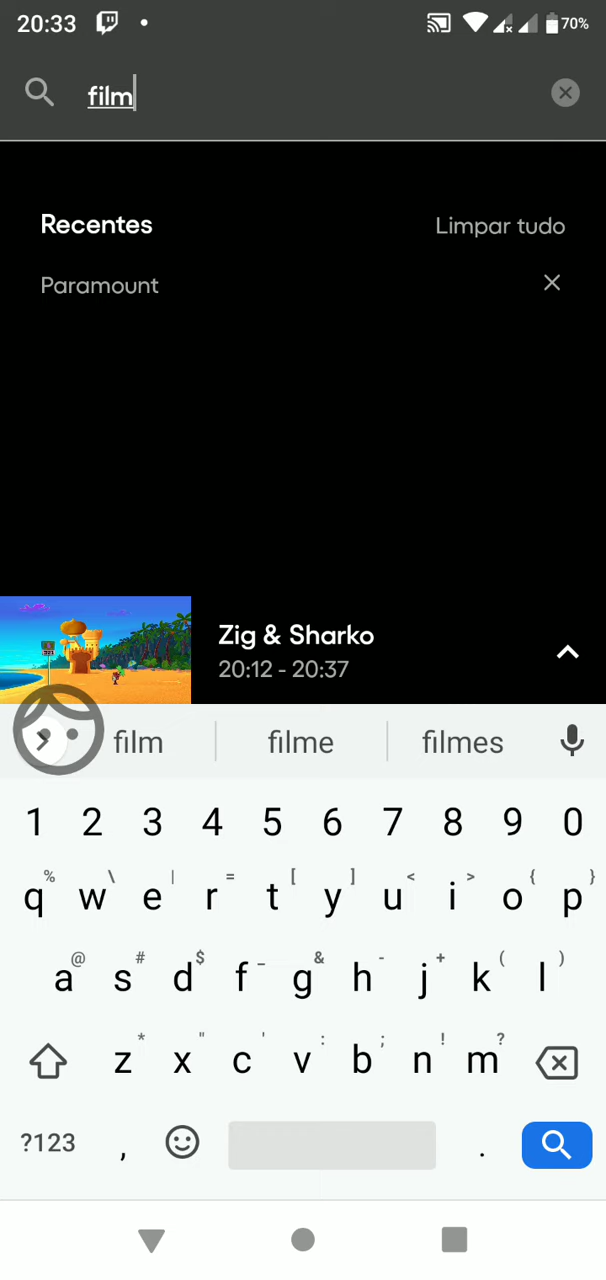 20:33 70%
film
Recentes Limpar tudo
Paramount
Zig & Sharko
20:12 - 20:37
film filme filmes
1 2 3 4 5 6 7 8 9 0
% \ | = [ ] < > { }
q w e r t y u i o p
@ # $ _ & - + ( )
a s d f g h j k l
* " ' : ; ! ?
z x c v b n m
?123 , .